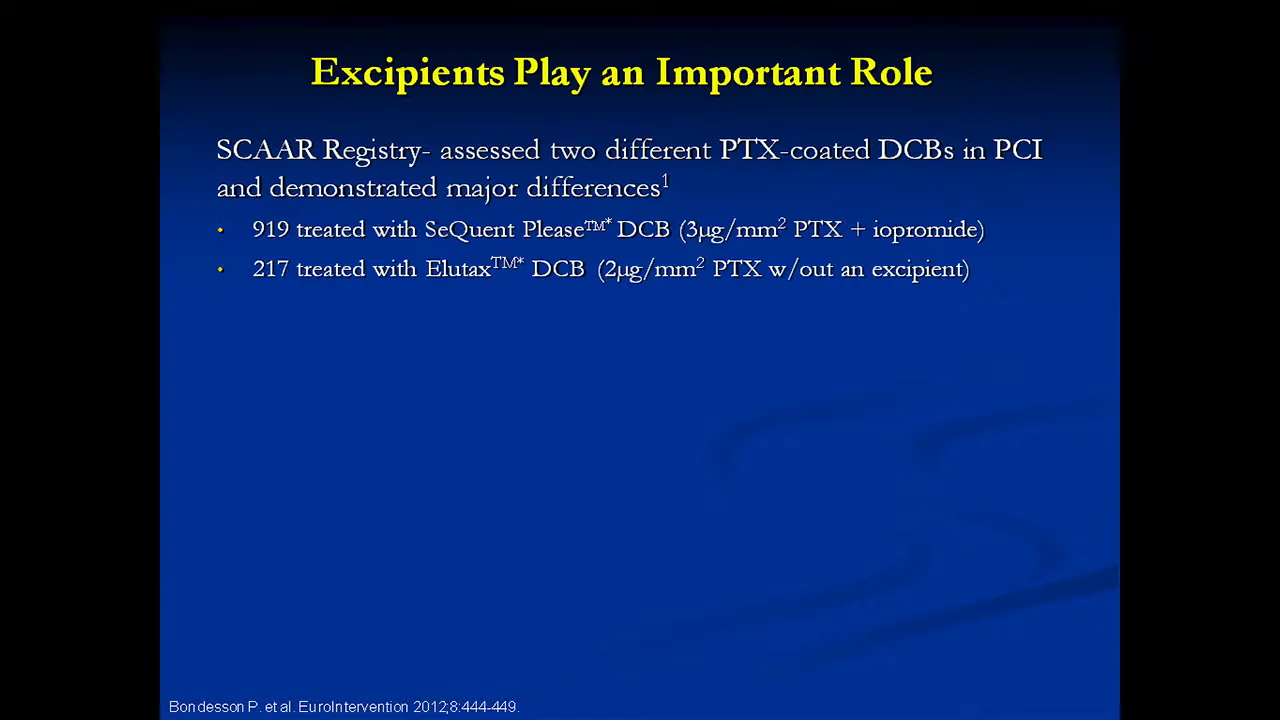 Excipients Play an Important Role
SCAAR Registry- assessed two different PTX-coated DCBs in PCI
and demonstrated major differences¹
• 919 treated with SeQuent Please™* DCB (3µg/mm² PTX + iopromide)
• 217 treated with Elutax™* DCB (2µg/mm² PTX w/out an excipient)
Bondesson P. et al. EuroIntervention 2012;8:444-449.